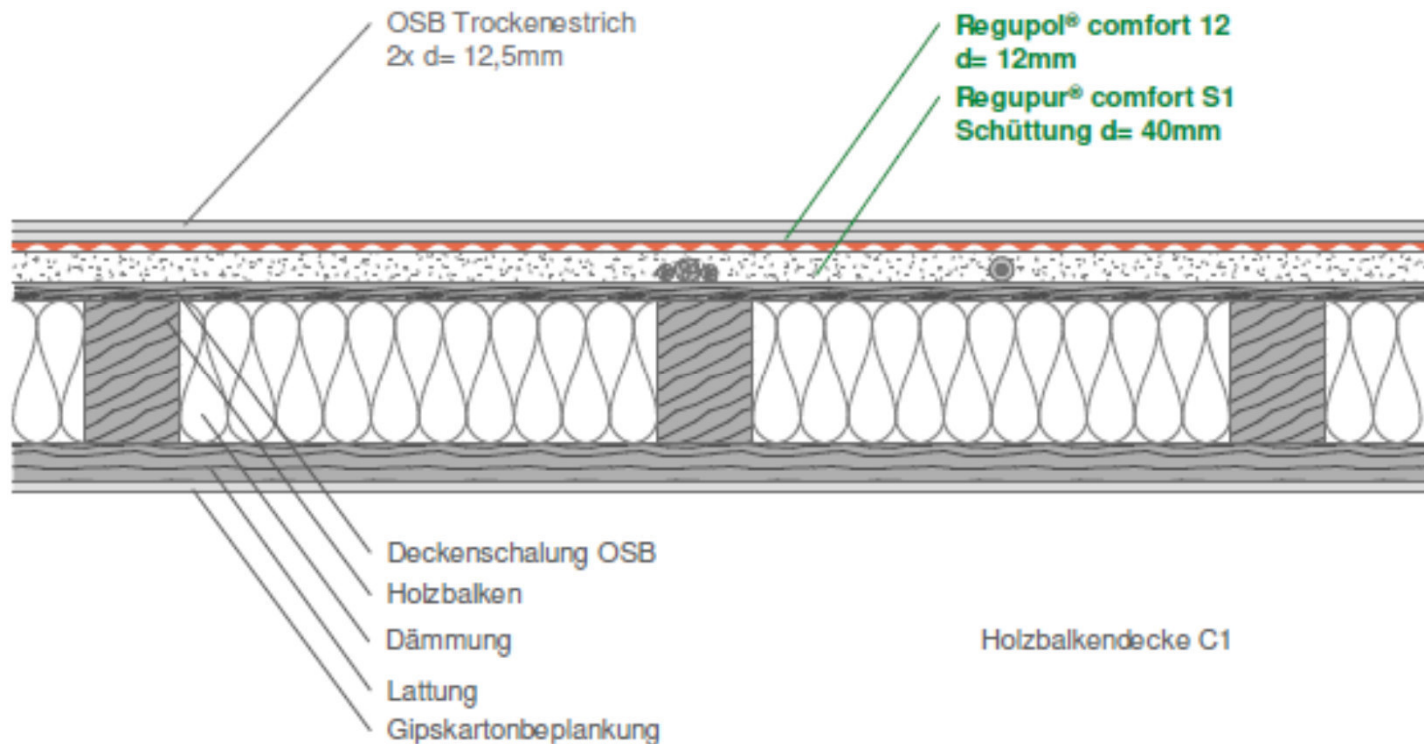 OSB Trockenestrich
2x d= 12,5mm
Regupol® comfort 12
d= 12mm
Regupur® comfort S1
Schüttung d= 40mm
Deckenschalung OSB
Holzbalken
Dämmung
Holzbalkendecke C1
Lattung
Gipskartonbeplankung